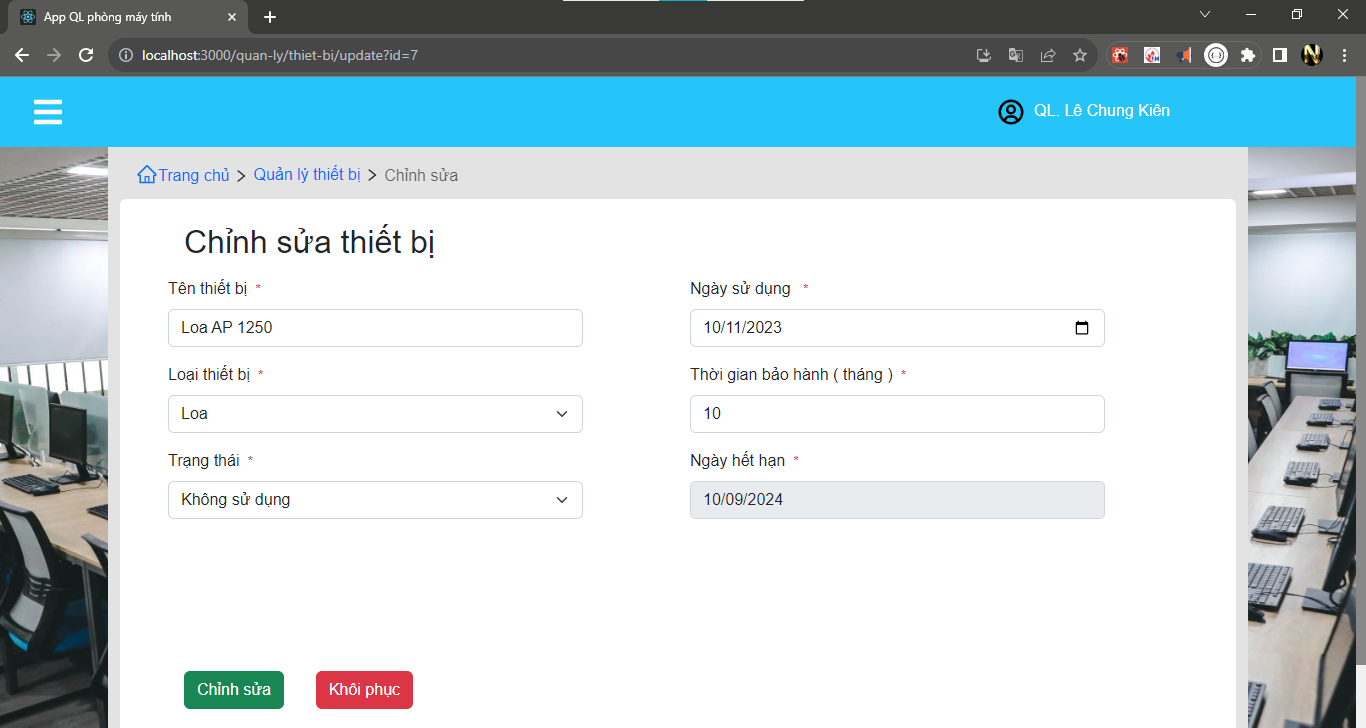 App QL phòng máy tính
localhost:3000/quan-ly/thiet-bi/update?id=7
QL. Lê Chung Kiên
Trang chủ > Quản lý thiết bị > Chỉnh sửa
Chỉnh sửa thiết bị
Tên thiết bị *
Loa AP 1250
Loại thiết bị *
Loa
Trạng thái *
Không sử dụng
Ngày sử dụng *
10/11/2023
Thời gian bảo hành ( tháng ) *
10
Ngày hết hạn *
10/09/2024
Chỉnh sửa
Khôi phục